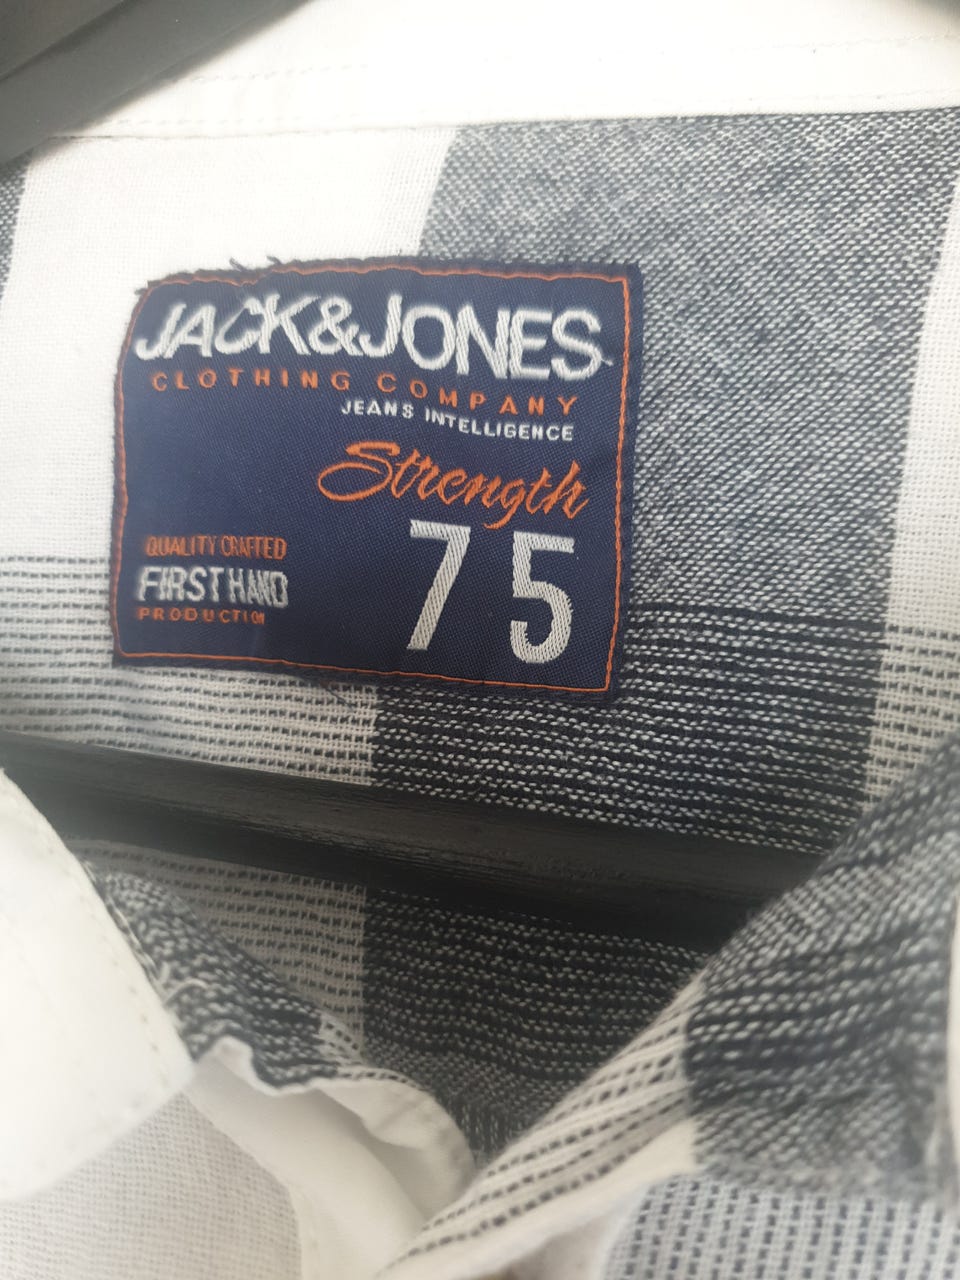 JACK&JONES
CLOTHING COMPANY
JEANS INTELLIGENCE
Strength
75
QUALITY CRAFTED
FIRST HAND
PRODUCTION